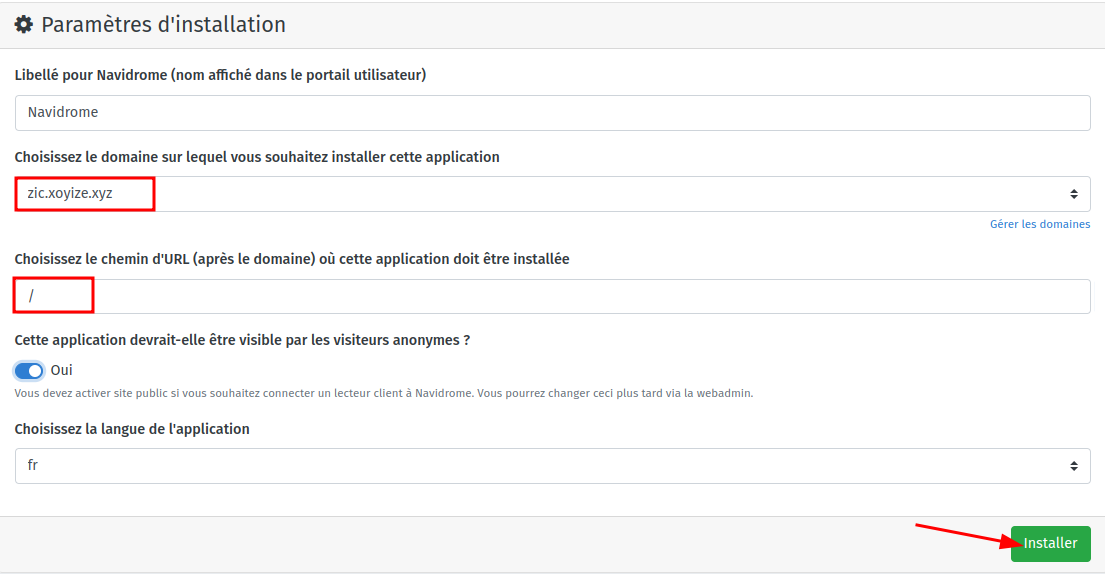 Paramètres d'installation
Libellé pour Navidrome (nom affiché dans le portail utilisateur)
Navidrome
Choisissez le domaine sur lequel vous souhaitez installer cette application
zic.xoyize.xyz
Gérer les domaines
Choisissez le chemin d'URL (après le domaine) où cette application doit être installée
/
Cette application devrait-elle être visible par les visiteurs anonymes ?
Oui
Vous devez activer site public si vous souhaitez connecter un lecteur client à Navidrome. Vous pourrez changer ceci plus tard via la webadmin.
Choisissez la langue de l'application
fr
Installer